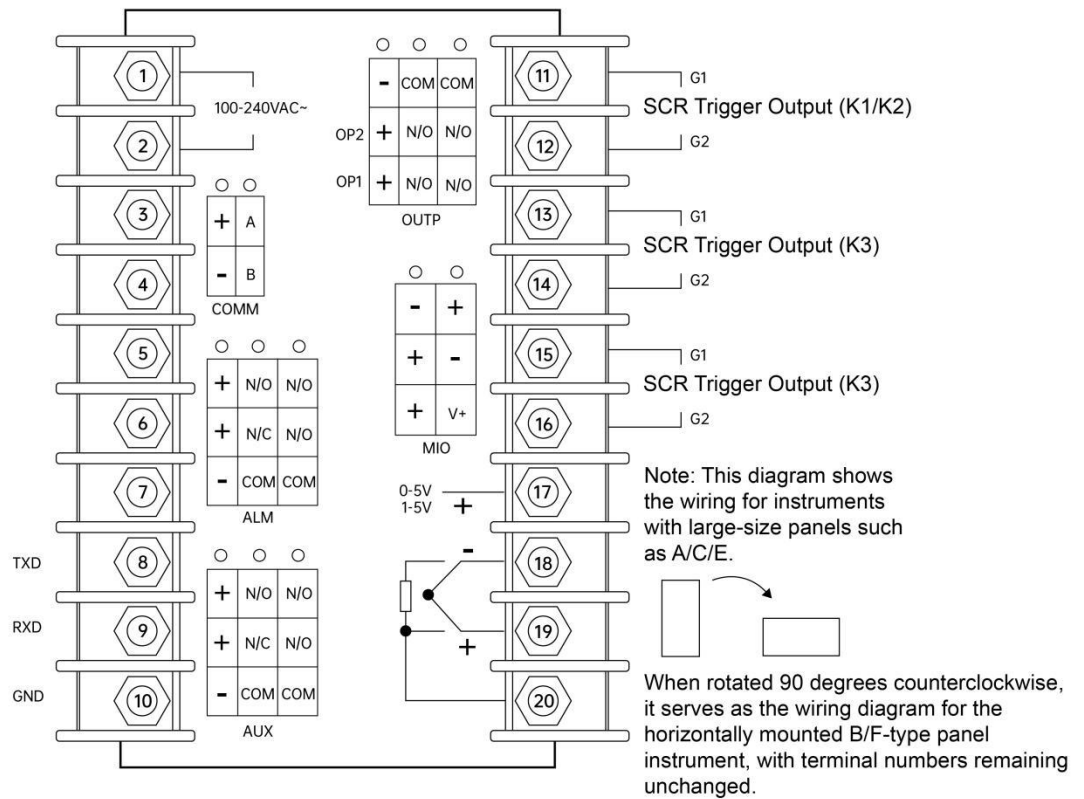 1
2
3
4
5
6
7
8
9
10
100-240VAC~
TXD
RXD
GND
+ A
- B
COMM
+ N/O N/O
+ N/C N/O
- COM COM
ALM
+ N/O N/O
+ N/C N/O
- COM COM
AUX
- COM COM
OP2 + N/O N/O
OP1 + N/O N/O
OUTP
- +
+ -
+ V+
MIO
0-5V
1-5V +
-
+
11
12
13
14
15
16
17
18
19
20
G1
SCR Trigger Output (K1/K2)
G2
G1
SCR Trigger Output (K3)
G2
G1
SCR Trigger Output (K3)
G2
Note: This diagram shows
the wiring for instruments
with large-size panels such
as A/C/E.
When rotated 90 degrees counterclockwise,
it serves as the wiring diagram for the
horizontally mounted B/F-type panel
instrument, with terminal numbers remaining
unchanged.